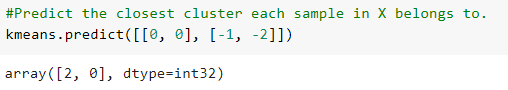 #Predict the closest cluster each sample in X belongs to.
kmeans.predict([[0, 0], [-1, -2]])
array([2, 0], dtype=int32)